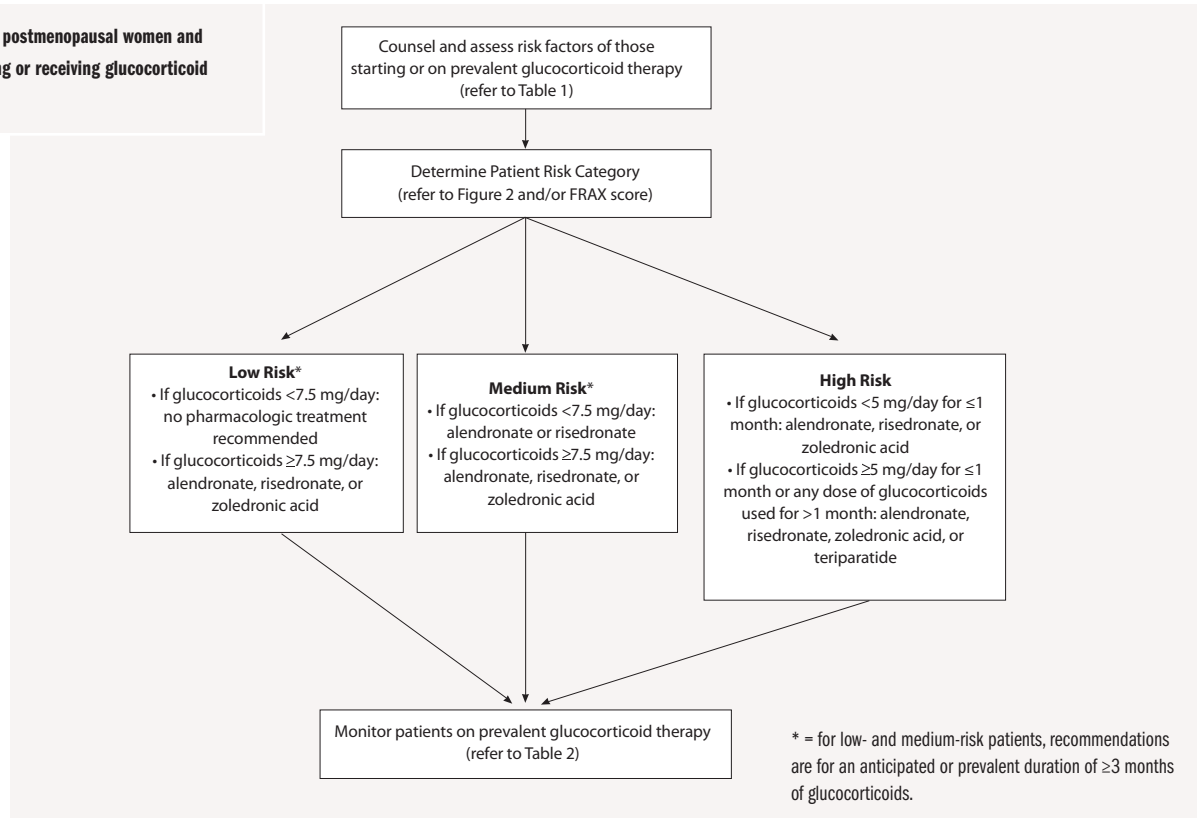 postmenopausal women and
ng or receiving glucocorticoid
Counsel and assess risk factors of those
starting or on prevalent glucocorticoid therapy
(refer to Table 1)
Determine Patient Risk Category
(refer to Figure 2 and/or FRAX score)
Low Risk*
• If glucocorticoids <7.5 mg/day:
no pharmacologic treatment
recommended
• If glucocorticoids ≥7.5 mg/day:
alendronate, risedronate, or
zoledronic acid
Medium Risk*
• If glucocorticoids <7.5 mg/day:
alendronate or risedronate
• If glucocorticoids ≥7.5 mg/day:
alendronate, risedronate, or
zoledronic acid
High Risk
• If glucocorticoids <5 mg/day for ≤1
month: alendronate, risedronate, or
zoledronic acid
• If glucocorticoids ≥5 mg/day for ≤1
month or any dose of glucocorticoids
used for >1 month: alendronate,
risedronate, zoledronic acid, or
teriparatide
Monitor patients on prevalent glucocorticoid therapy
(refer to Table 2)
* = for low- and medium-risk patients, recommendations
are for an anticipated or prevalent duration of ≥3 months
of glucocorticoids.